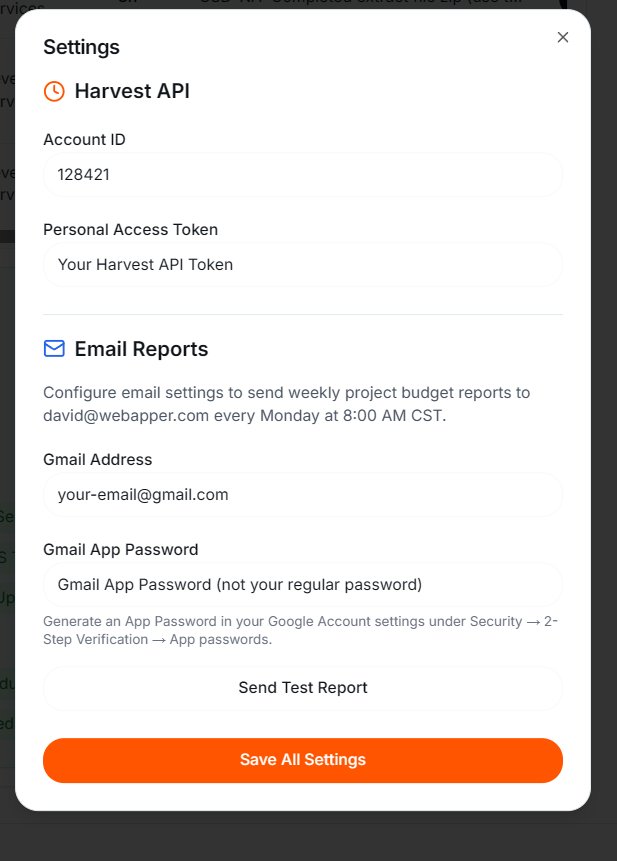 Settings
Harvest API
Account ID
128421
Personal Access Token
Your Harvest API Token
Email Reports
Configure email settings to send weekly project budget reports to
david@webapper.com every Monday at 8:00 AM CST.
Gmail Address
your-email@gmail.com
Gmail App Password
Gmail App Password (not your regular password)
Generate an App Password in your Google Account settings under Security → 2-
Step Verification → App passwords.
Send Test Report
Save All Settings